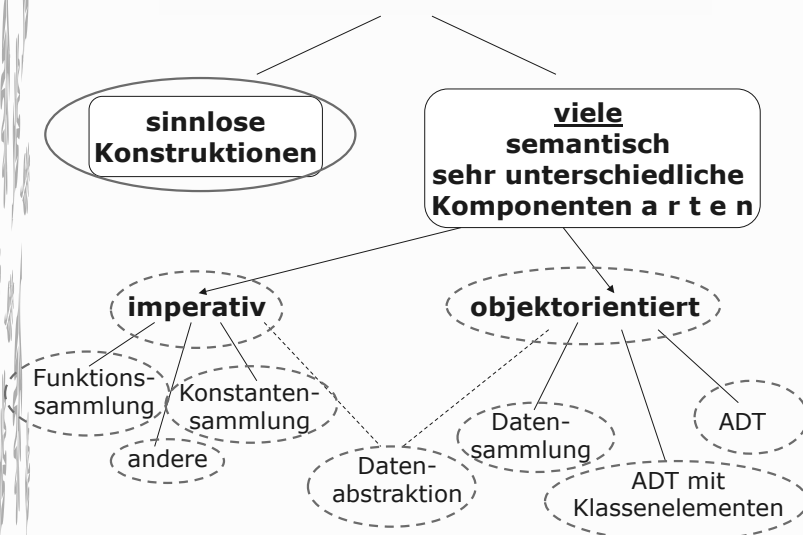 sinnlose
Konstruktionen
viele
semantisch
sehr unterschiedliche
Komponenten a r t e n
imperativ
objektorientiert
Funktions-
sammlung
Konstanten-
sammlung
andere
Daten-
abstraktion
Daten-
sammlung
ADT mit
Klassenelementen
ADT